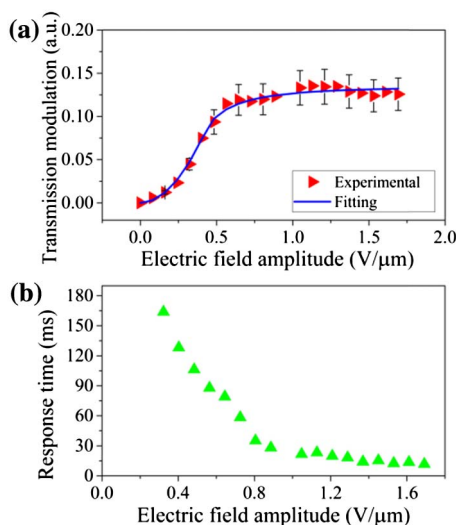 (a)
Transmission modulation (a.u.)
0.20
0.15
0.10
0.05
0.00
Experimental
Fitting
0.0 0.5 1.0 1.5 2.0
Electric field amplitude (V/μm)
(b)
Response time (ms)
180
150
120
90
60
30
0
0.0 0.4 0.8 1.2 1.6
Electric field amplitude (V/μm)